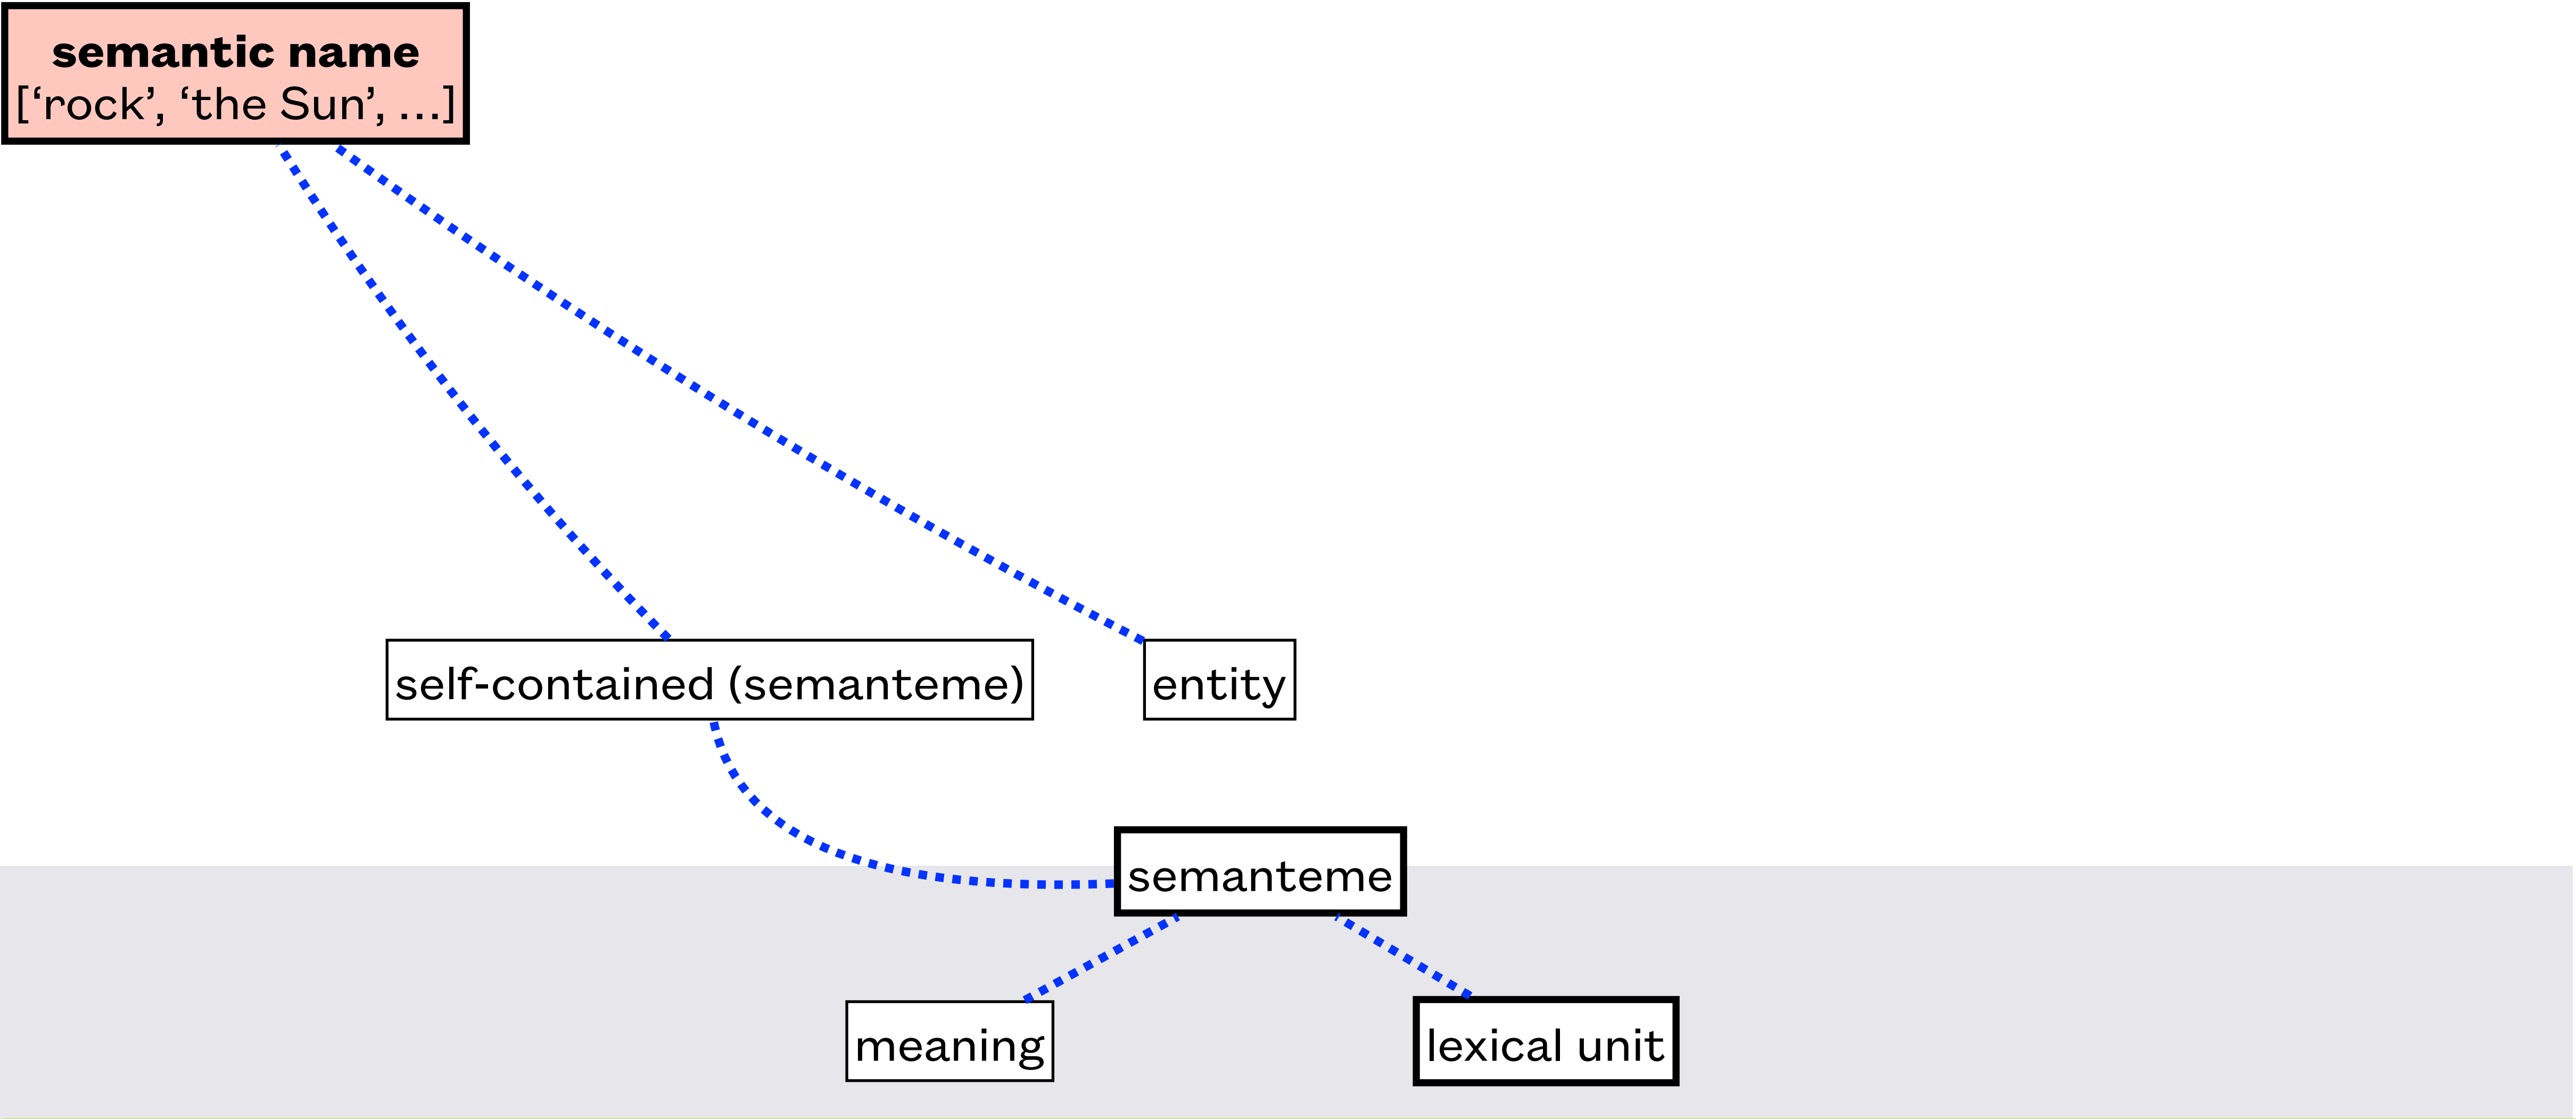 semantic name
[‘rock’, ‘the Sun’, ...]
self-contained (semanteme)
entity
semanteme
meaning
lexical unit